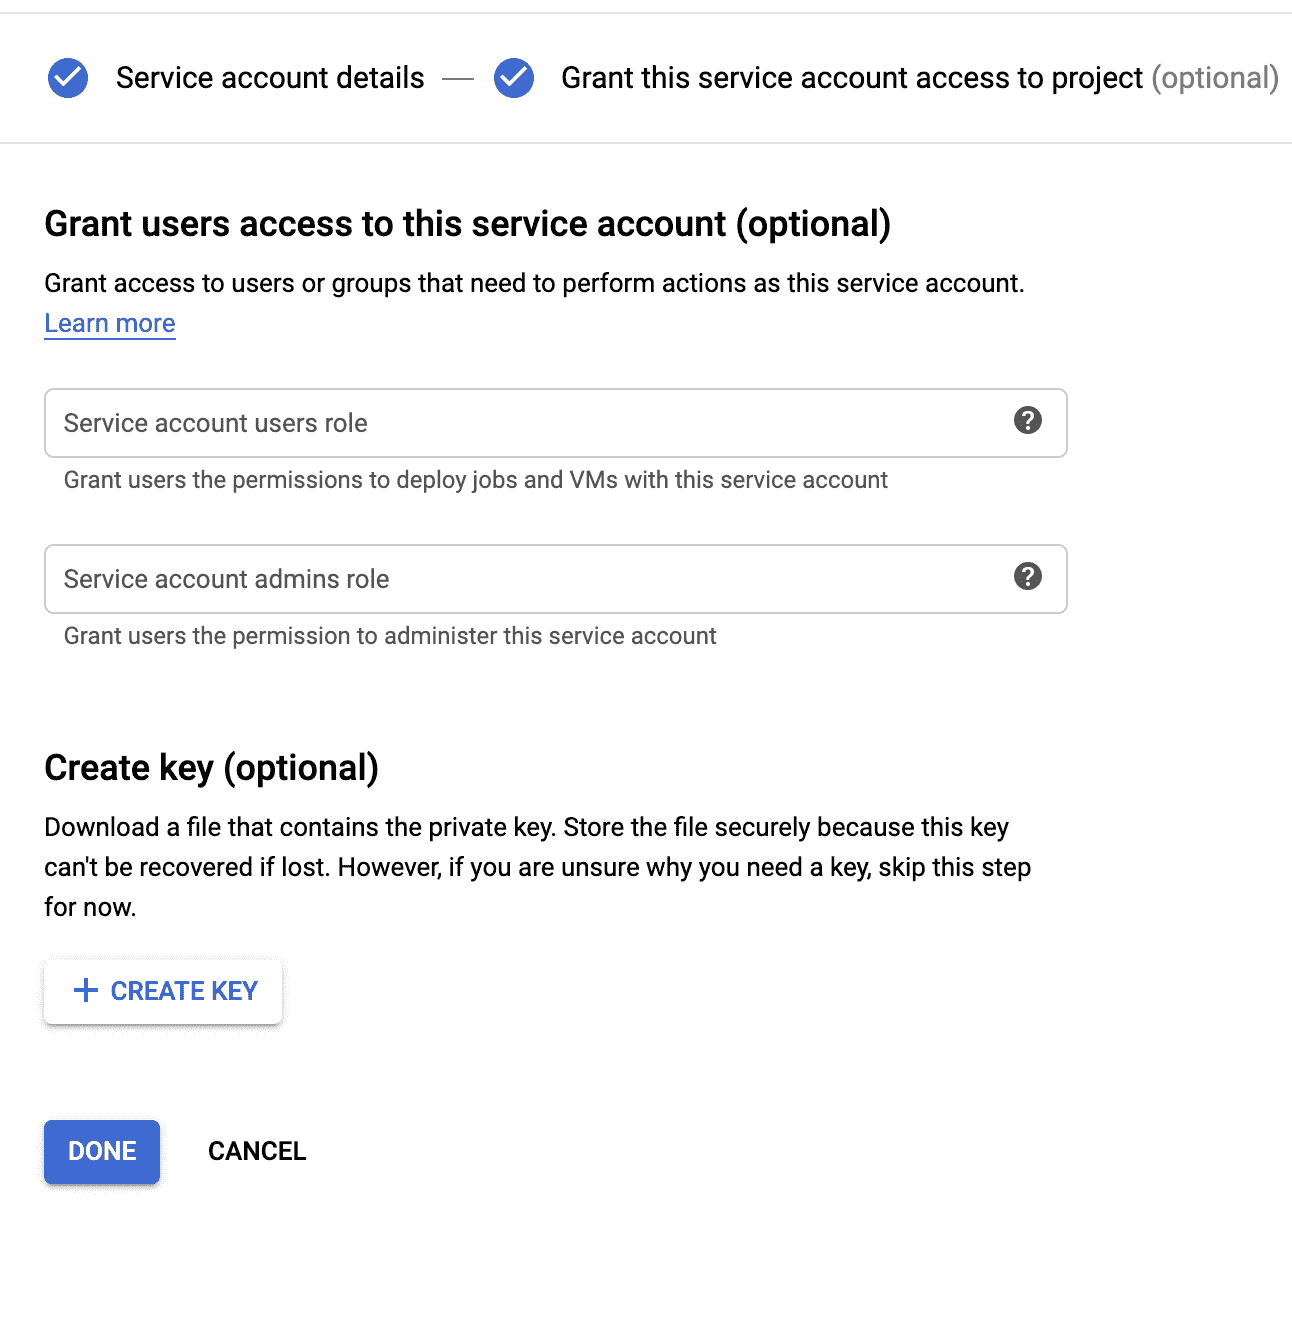 Service account details — Grant this service account access to project (optional)
Grant users access to this service account (optional)
Grant access to users or groups that need to perform actions as this service account.
Learn more
Service account users role
Grant users the permissions to deploy jobs and VMs with this service account
Service account admins role
Grant users the permission to administer this service account
Create key (optional)
Download a file that contains the private key. Store the file securely because this key
can't be recovered if lost. However, if you are unsure why you need a key, skip this step
for now.
+ CREATE KEY
DONE CANCEL